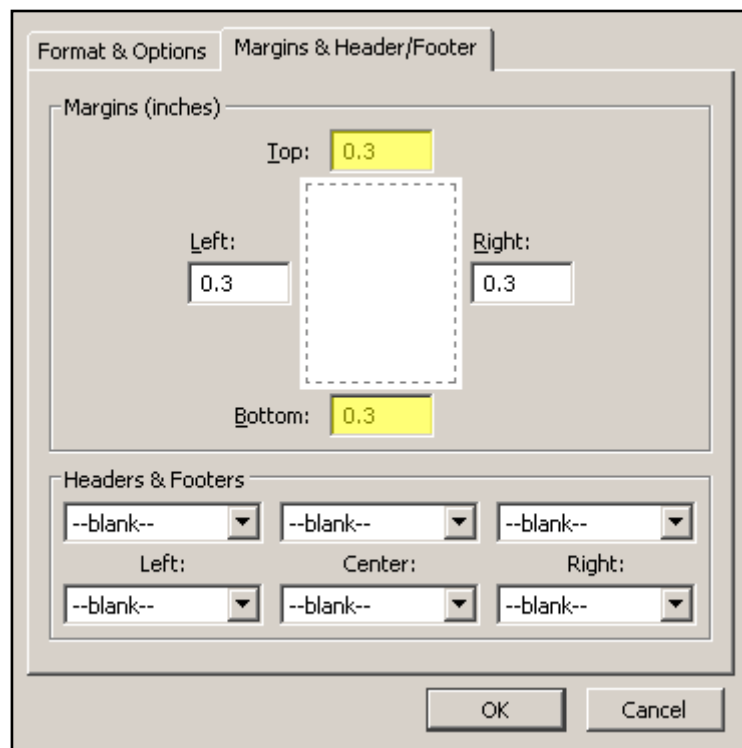 Format & Options
Margins & Header/Footer
Margins (inches)
Top: 0.3
Left:
Right:
0.3
0.3
Bottom: 0.3
Headers & Footers
--blank-- --blank-- --blank--
Left: Center: Right:
--blank-- --blank-- --blank--
OK
Cancel